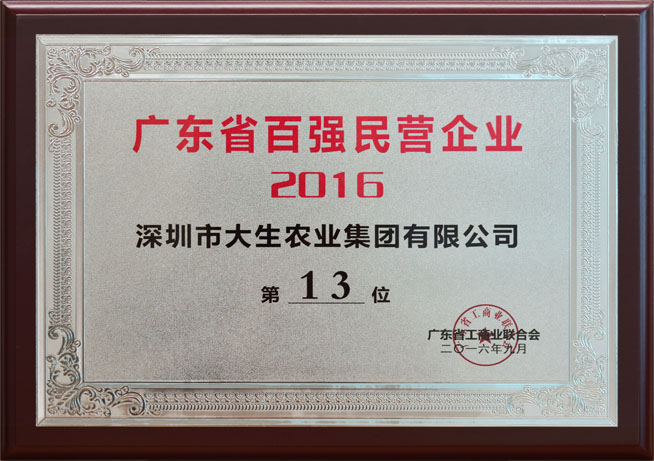 广东省百强民营企业
2016
深圳市大生农业集团有限公司
第 13 位
广东省工商业联合会
二〇一六年九月